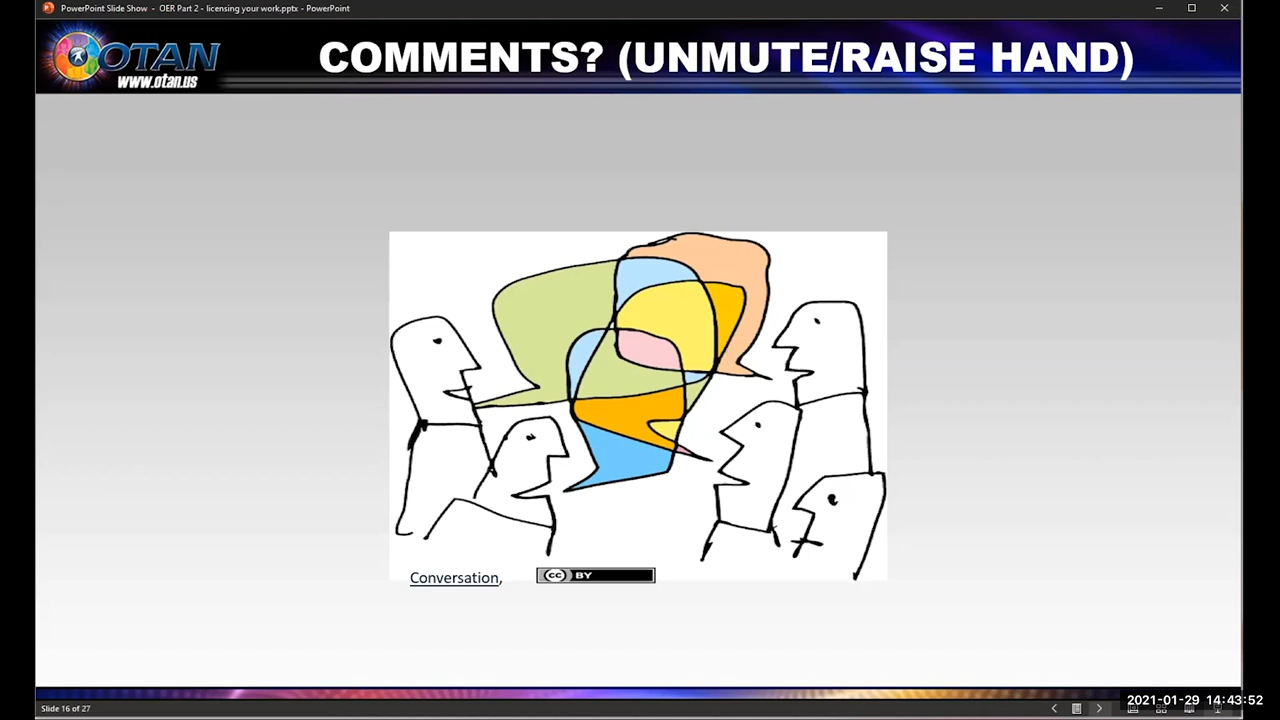 PowerPoint Slide Show - OER Part 2 - licensing your work.pptx - PowerPoint
OTAN
www.otan.us
COMMENTS? (UNMUTE/RAISE HAND)
Conversation,
cc BY
Slide 16 of 27
2021-01-29 14:43:52